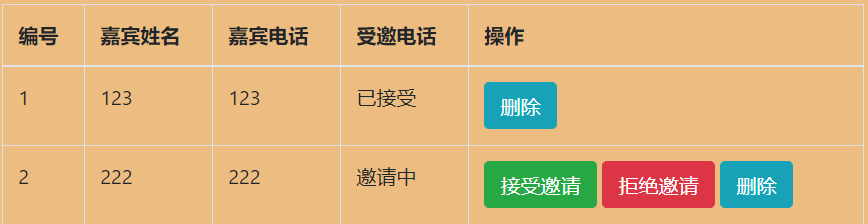 编号 嘉宾姓名 嘉宾电话 受邀电话 操作
1 123 123 已接受 删除
2 222 222 邀请中 接受邀请 拒绝邀请 删除